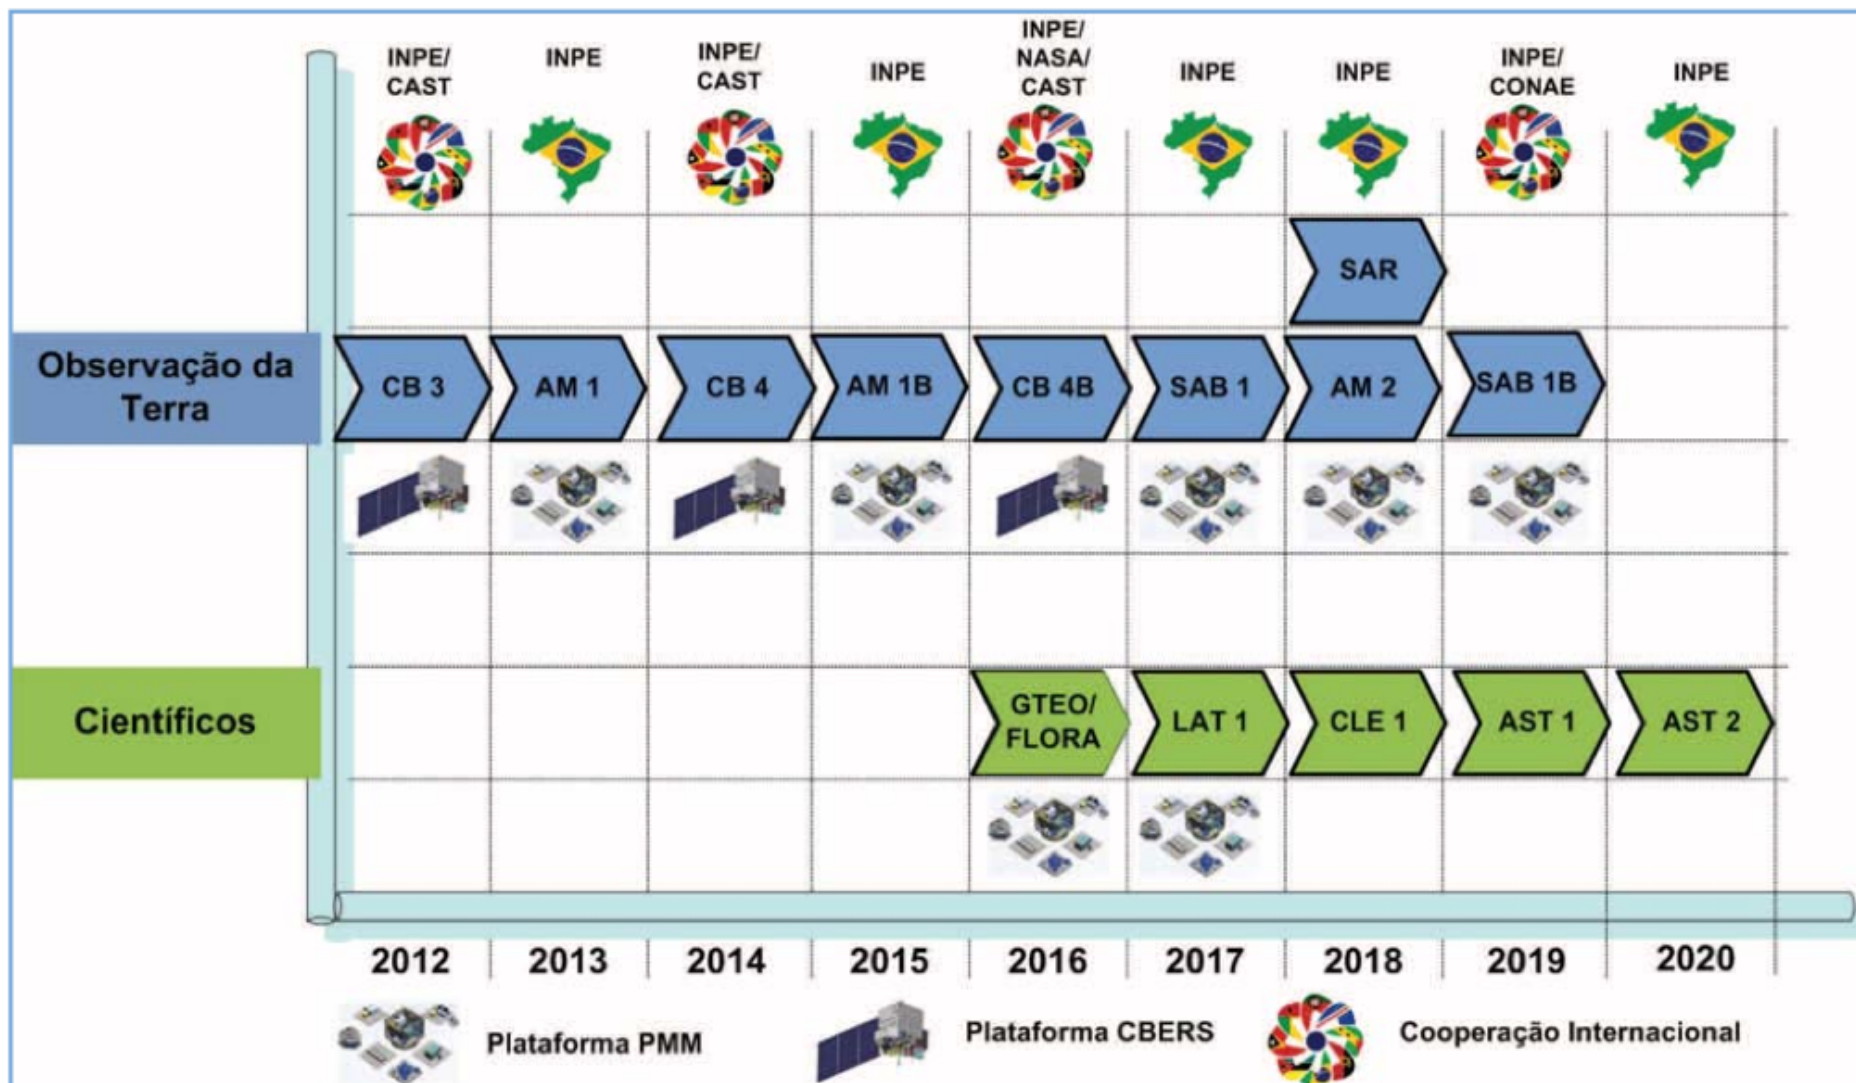 INPE/
CAST
INPE
INPE/
CAST
INPE
INPE/
NASA/
CAST
INPE
INPE
INPE/
CONAE
INPE
SAR
Observação da
Terra
CB 3
AM 1
CB 4
AM 1B
CB 4B
SAB 1
AM 2
SAB 1B
Científicos
GTEO/
FLORA
LAT 1
CLE 1
AST 1
AST 2
2012
2013
2014
2015
2016
2017
2018
2019
2020
Plataforma PMM
Plataforma CBERS
Cooperação Internacional